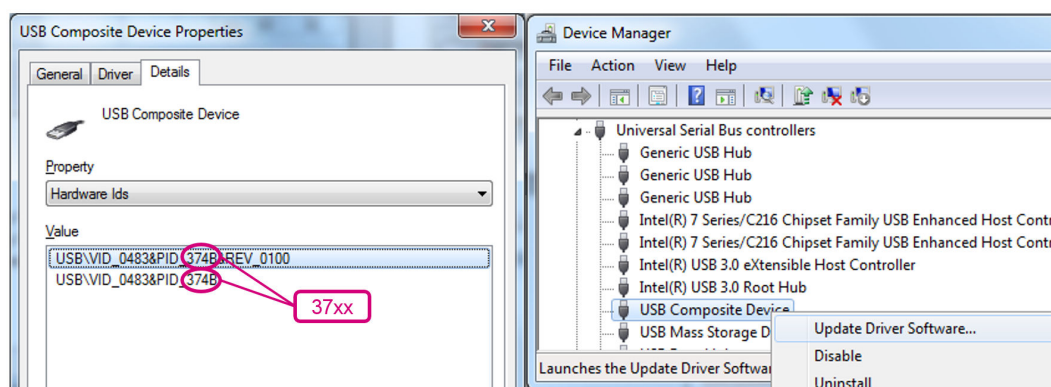 USB Composite Device Properties
General Driver Details
USB Composite Device
Property
Hardware Ids
Value
USB\VID_0483&PID_374B&REV_0100
USB\VID_0483&PID_374B
37xx
Device Manager
File Action View Help
Universal Serial Bus controllers
Generic USB Hub
Generic USB Hub
Generic USB Hub
Intel(R) 7 Series/C216 Chipset Family USB Enhanced Host Contr
Intel(R) 7 Series/C216 Chipset Family USB Enhanced Host Contr
Intel(R) USB 3.0 eXtensible Host Controller
Intel(R) USB 3.0 Root Hub
USB Composite Device
USB Mass Storage D
Update Driver Software...
Disable
Uninstall
Launches the Update Driver Softwar